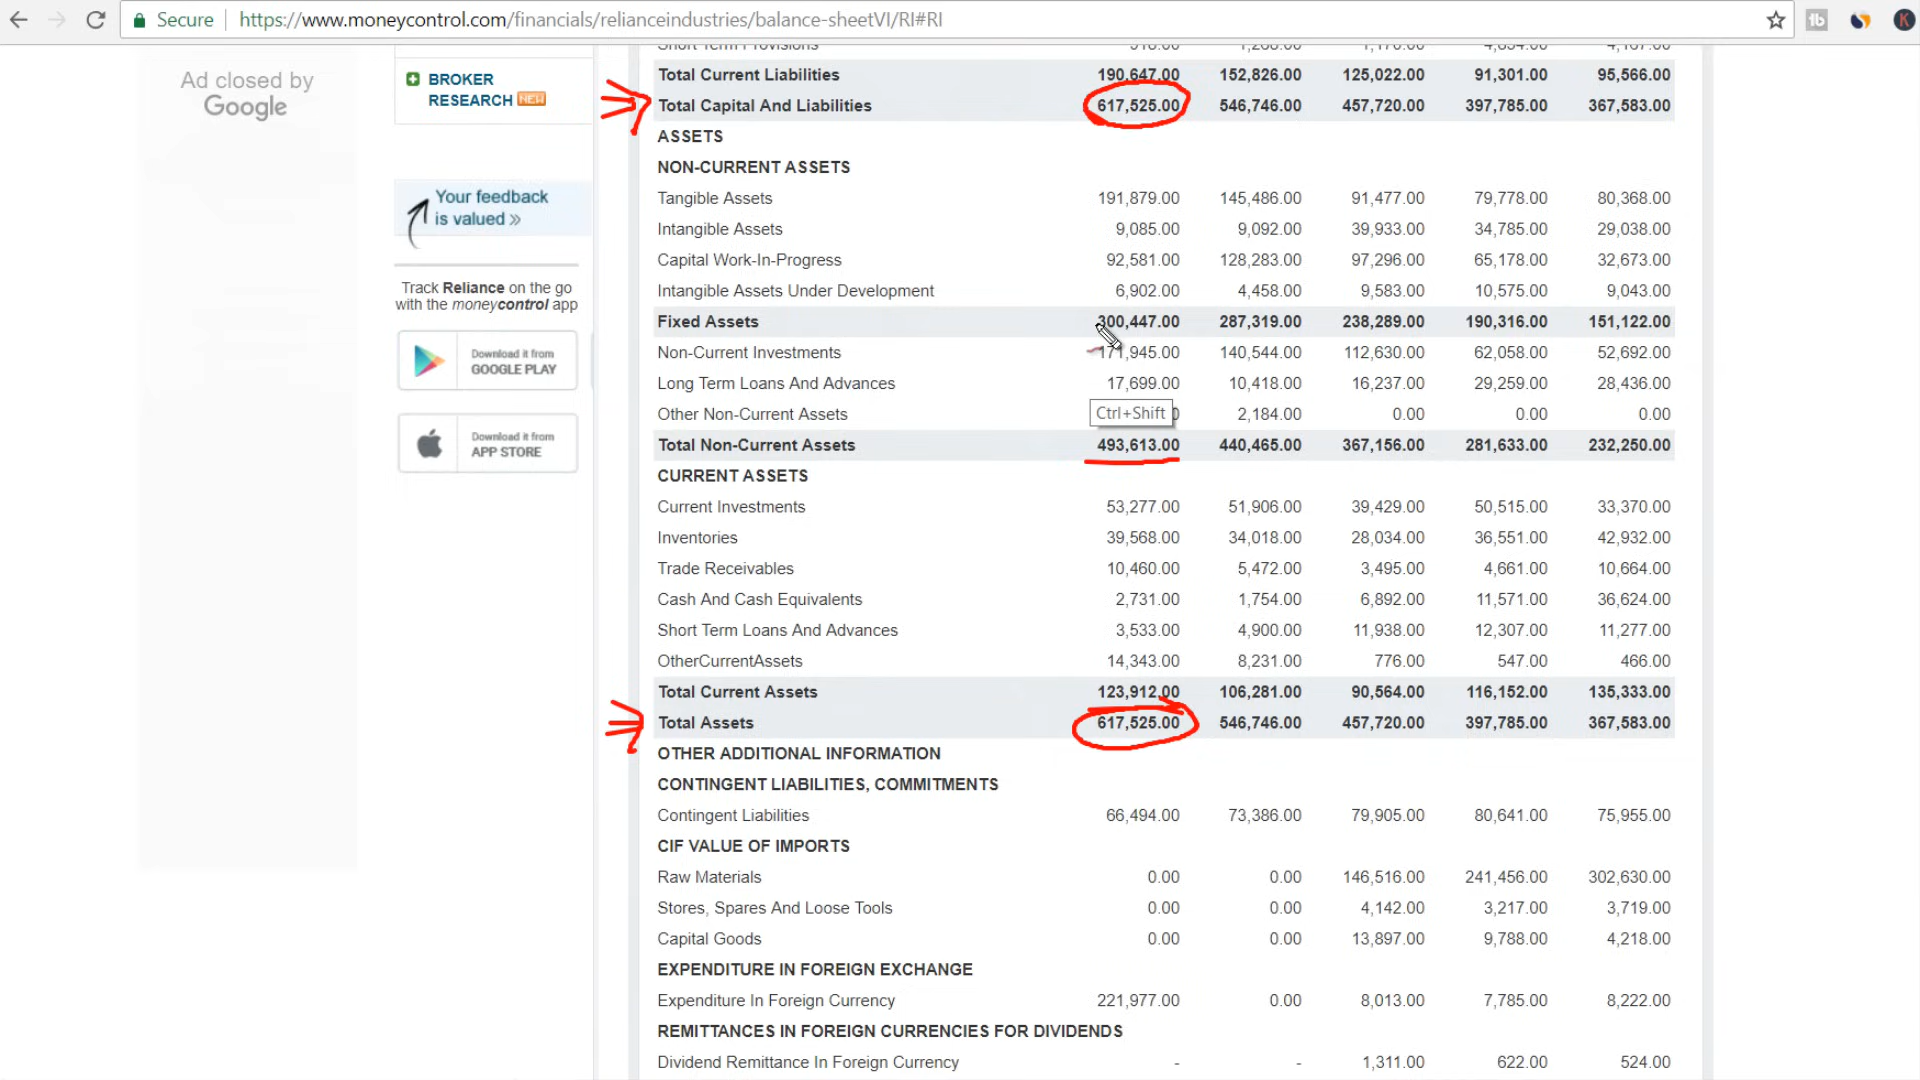 Secure https://www.moneycontrol.com/financials/relianceindustries/balance-sheetVI/RI#RI
Ad closed by
Google
BROKER
RESEARCH NEW
Your feedback
is valued »
Track Reliance on the go
with the moneycontrol app
Download it from
GOOGLE PLAY
Download it from
APP STORE
Short Term Provisions
Total Current Liabilities 190,647.00 152,826.00 125,022.00 91,301.00 95,566.00
Total Capital And Liabilities 617,525.00 546,746.00 457,720.00 397,785.00 367,583.00
ASSETS
NON-CURRENT ASSETS
Tangible Assets 191,879.00 145,486.00 91,477.00 79,778.00 80,368.00
Intangible Assets 9,085.00 9,092.00 39,933.00 34,785.00 29,038.00
Capital Work-In-Progress 92,581.00 128,283.00 97,296.00 65,178.00 32,673.00
Intangible Assets Under Development 6,902.00 4,458.00 9,583.00 10,575.00 9,043.00
Fixed Assets 300,447.00 287,319.00 238,289.00 190,316.00 151,122.00
Non-Current Investments 171,945.00 140,544.00 112,630.00 62,058.00 52,692.00
Long Term Loans And Advances 17,699.00 10,418.00 16,237.00 29,259.00 28,436.00
Other Non-Current Assets 2,184.00 0.00 0.00 0.00
Ctrl+Shift
Total Non-Current Assets 493,613.00 440,465.00 367,156.00 281,633.00 232,250.00
CURRENT ASSETS
Current Investments 53,277.00 51,906.00 39,429.00 50,515.00 33,370.00
Inventories 39,568.00 34,018.00 28,034.00 36,551.00 42,932.00
Trade Receivables 10,460.00 5,472.00 3,495.00 4,661.00 10,664.00
Cash And Cash Equivalents 2,731.00 1,754.00 6,892.00 11,571.00 36,624.00
Short Term Loans And Advances 3,533.00 4,900.00 11,938.00 12,307.00 11,277.00
OtherCurrentAssets 14,343.00 8,231.00 776.00 547.00 466.00
Total Current Assets 123,912.00 106,281.00 90,564.00 116,152.00 135,333.00
Total Assets 617,525.00 546,746.00 457,720.00 397,785.00 367,583.00
OTHER ADDITIONAL INFORMATION
CONTINGENT LIABILITIES, COMMITMENTS
Contingent Liabilities 66,494.00 73,386.00 79,905.00 80,641.00 75,955.00
CIF VALUE OF IMPORTS
Raw Materials 0.00 0.00 146,516.00 241,456.00 302,630.00
Stores, Spares And Loose Tools 0.00 0.00 4,142.00 3,217.00 3,719.00
Capital Goods 0.00 0.00 13,897.00 9,788.00 4,218.00
EXPENDITURE IN FOREIGN EXCHANGE
Expenditure In Foreign Currency 221,977.00 0.00 8,013.00 7,785.00 8,222.00
REMITTANCES IN FOREIGN CURRENCIES FOR DIVIDENDS
Dividend Remittance In Foreign Currency - - 1,311.00 622.00 524.00